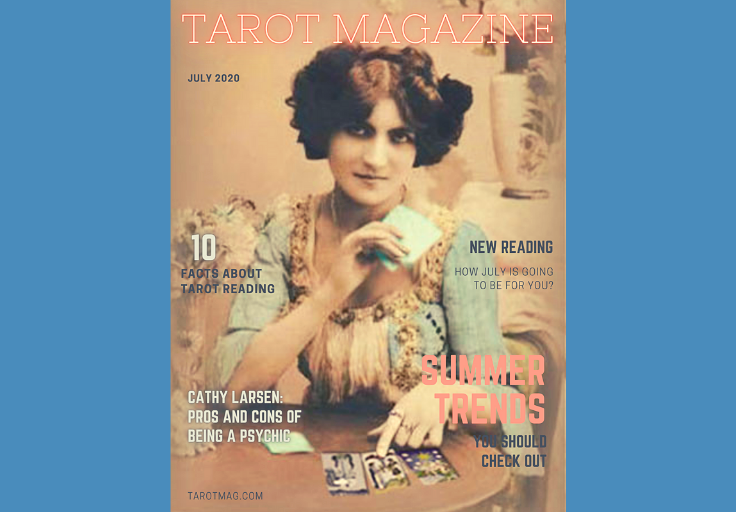 TAROT MAGAZINE
JULY 2020
10
FACTS ABOUT
TAROT READING
NEW READING
HOW JULY IS GOING
TO BE FOR YOU?
SUMMER
TRENDS
YOU SHOULD
CHECK OUT
CATHY LARSEN:
PROS AND CONS OF
BEING A PSYCHIC
TAROTMAG.COM